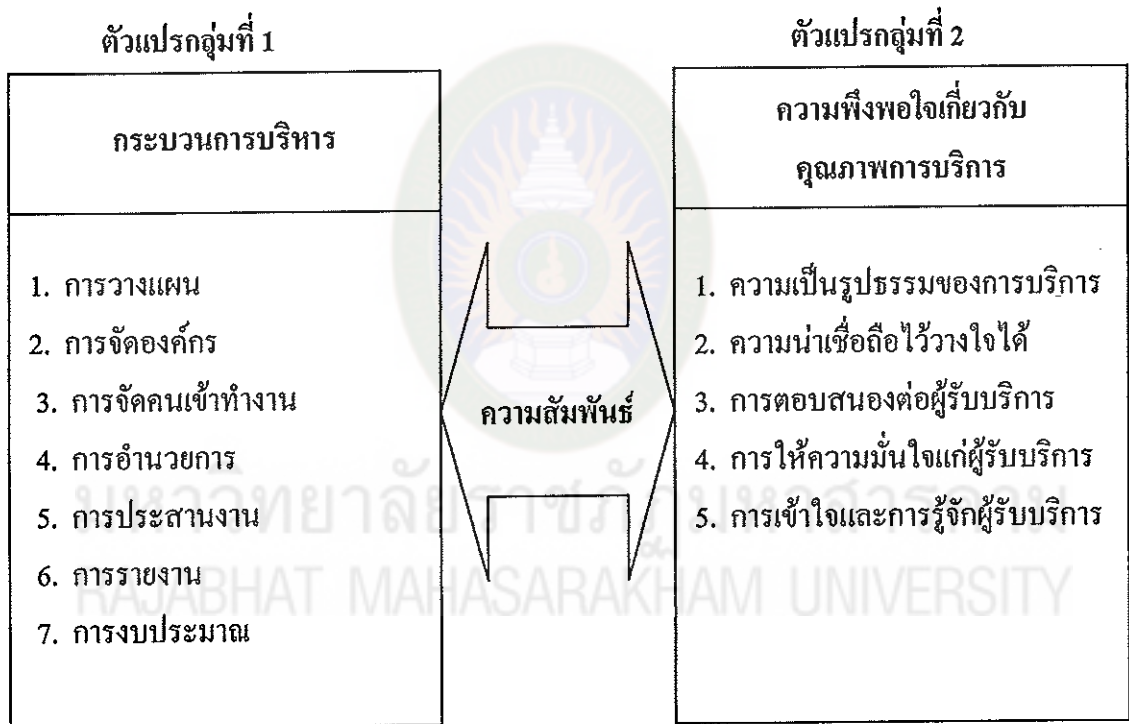 ตัวแปรกลุ่มที่ 1
กระบวนการบริหาร
1. การวางแผน
2. การจัดองค์กร
3. การจัดคนเข้าทำงาน
4. การอำนวยการ
5. การประสานงาน
6. การรายงาน
7. การงบประมาณ
ความสัมพันธ์
ตัวแปรกลุ่มที่ 2
ความพึงพอใจเกี่ยวกับ
คุณภาพการบริการ
1. ความเป็นรูปธรรมของการบริการ
2. ความน่าเชื่อถือไว้วางใจได้
3. การตอบสนองต่อผู้รับบริการ
4. การให้ความมั่นใจแก่ผู้รับบริการ
5. การเข้าใจและการรู้จักผู้รับบริการ
มหาวิทยาลัยราชภัฏมหาสารคาม
RAJABHAT MAHASARAKHAM UNIVERSITY